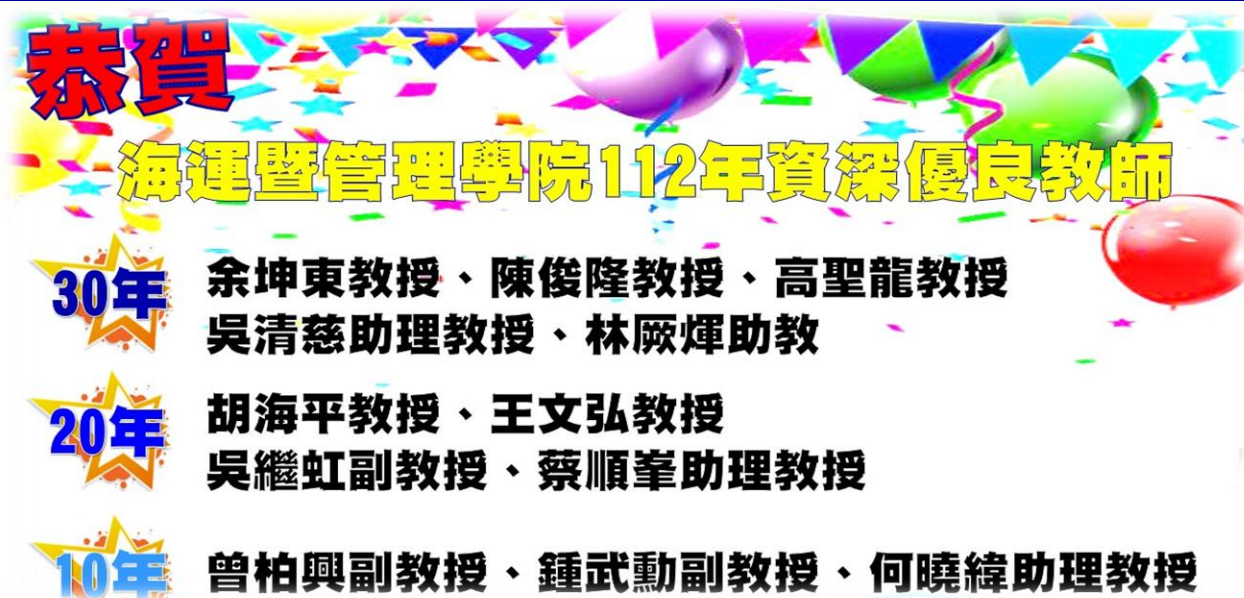 恭賀
海運暨管理學院112年資深優良教師
30年
余坤東教授、陳俊隆教授、高聖龍教授
吳清慈助理教授、林厥煇助教
20年
胡海平教授、王文弘教授
吳繼虹副教授、蔡順峯助理教授
10年
曾柏興副教授、鍾武勳副教授、何曉緯助理教授